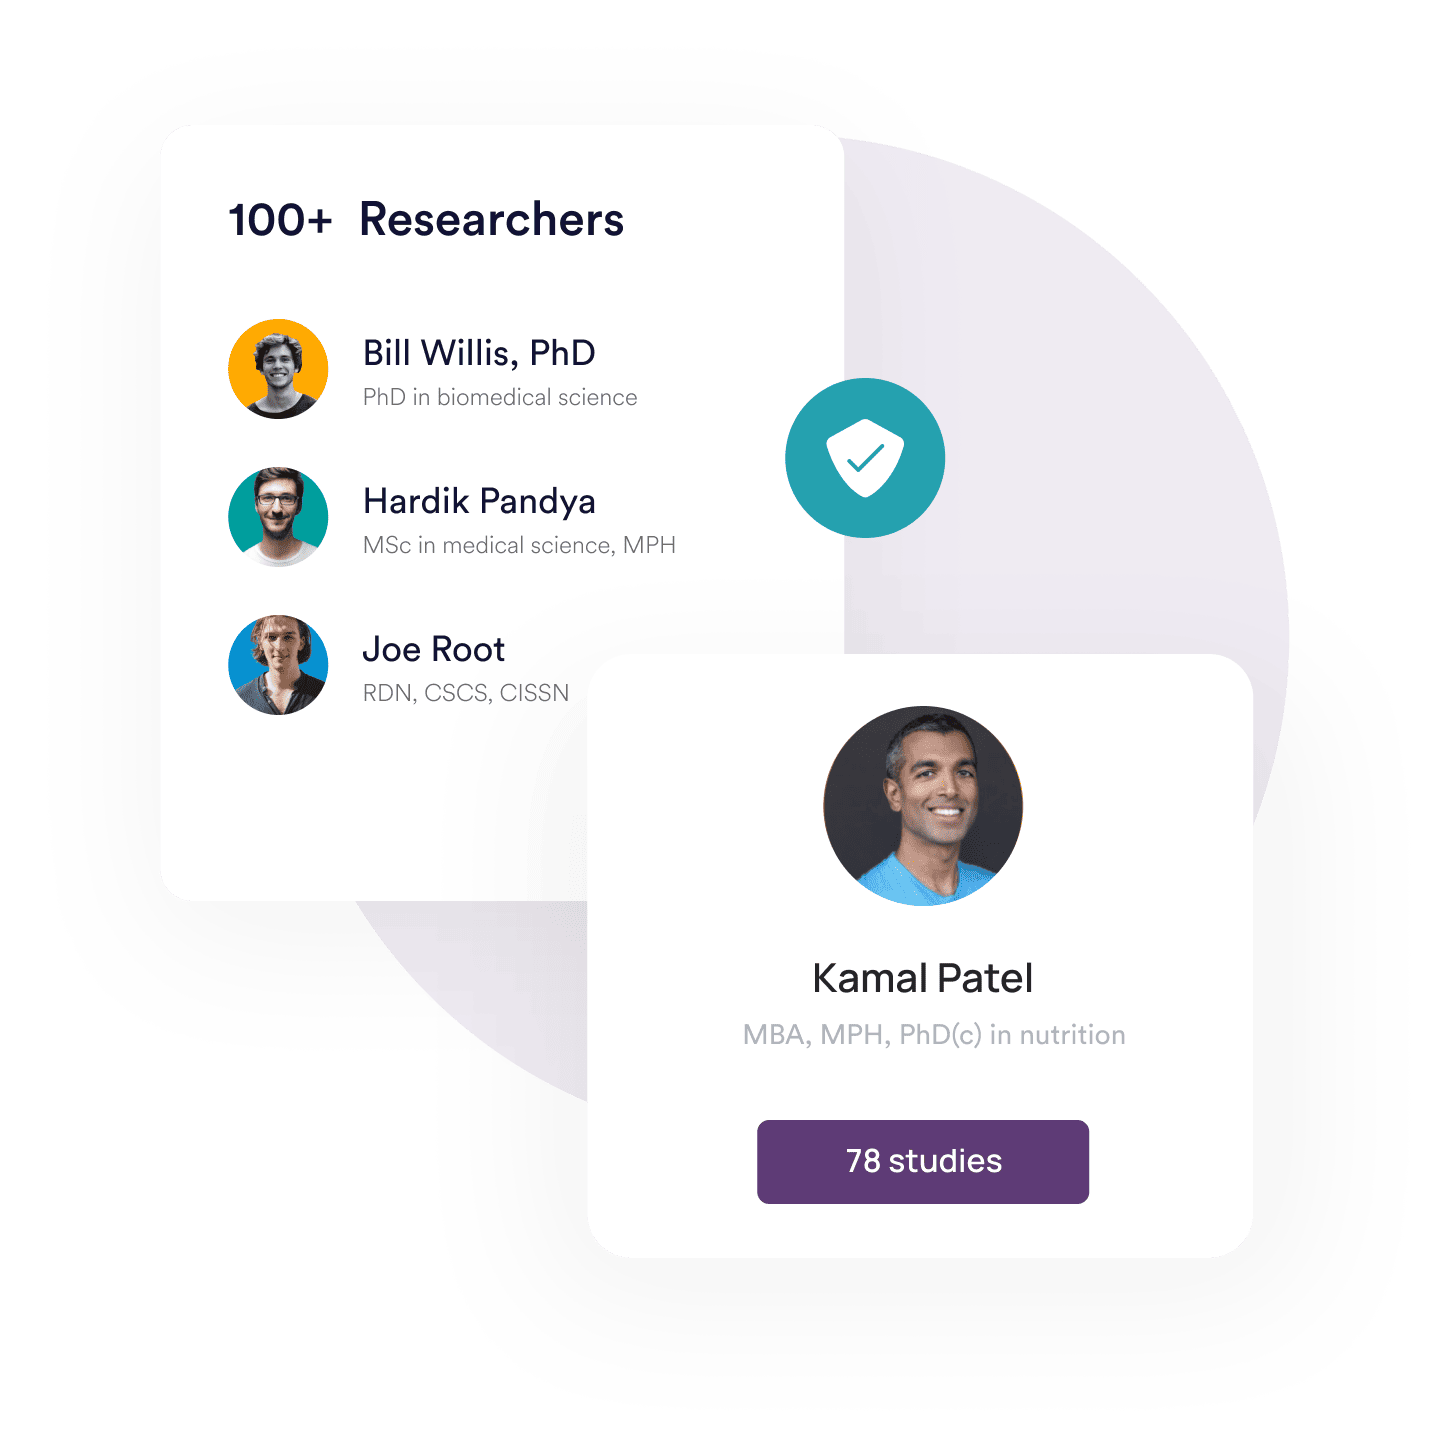 100+ Researchers
Bill Willis, PhD
PhD in biomedical science
Hardik Pandya
MSc in medical science, MPH
Joe Root
RDN, CSCS, CISSN
Kamal Patel
MBA, MPH, PhD(c) in nutrition
78 studies